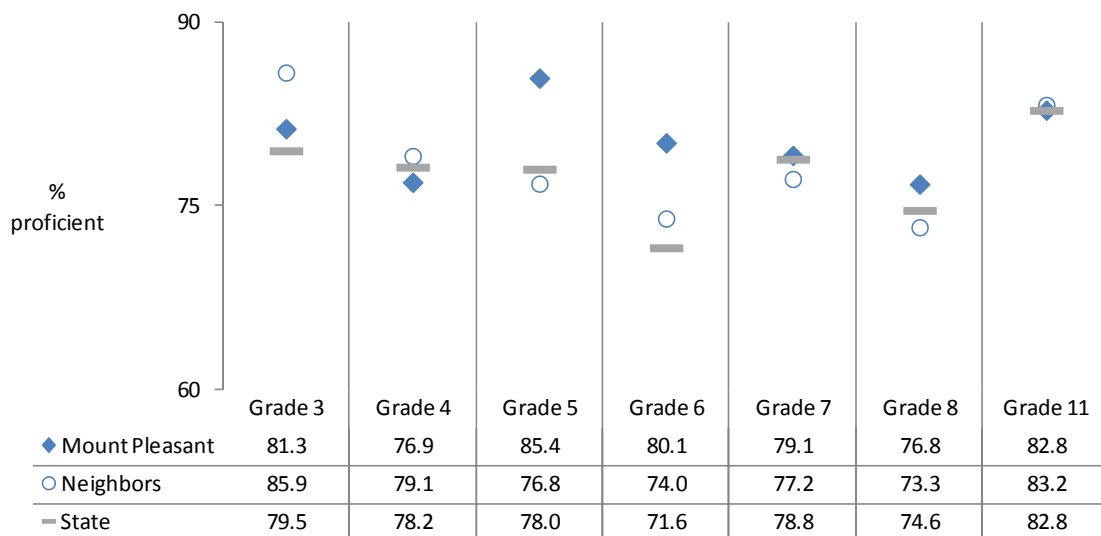 90
75
60
%
proficient
Grade 3 Grade 4 Grade 5 Grade 6 Grade 7 Grade 8 Grade 11
Mount Pleasant 81.3 76.9 85.4 80.1 79.1 76.8 82.8
Neighbors 85.9 79.1 76.8 74.0 77.2 73.3 83.2
State 79.5 78.2 78.0 71.6 78.8 74.6 82.8